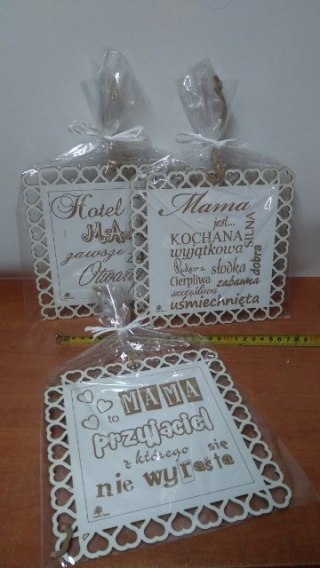 Hotel
MAMA
zawsze
Otwarty
Mama
jest...
KOCHANA
wyjątkowa
SILNA
słodka
dobra
Cierpliwa zabawna
szczęśliwa
uśmiechnięta
to MAMA
Przyjaciel
z którego się
nie wyrasta